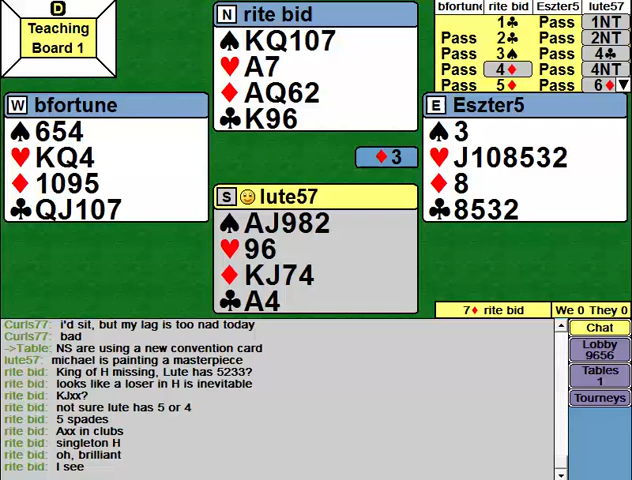 D
Teaching
Board 1
N rite bid
♠KQ107
♥A7
♦AQ62
♣K96
bfortune rite bid Eszter5 lute57
1♣ Pass 1NT
Pass 2♣ Pass 2NT
Pass 3♠ Pass 4♣
Pass 4♦ Pass 4NT
Pass 5♦ Pass 6♦
W bfortune
♠654
♥KQ4
♦1095
♣QJ107
♦3
E Eszter5
♠3
♥J108532
♦8
♣8532
S lute57
♠AJ982
♥96
♦KJ74
♣A4
7♦ rite bid We 0 They 0
Curls77: i'd sit, but my lag is too nad today
Curls77: bad
->Table: NS are using a new convention card
lute57: michael is painting a masterpiece
rite bid: King of H missing, Lute has 5233?
rite bid: looks like a loser in H is inevitable
rite bid: KJxx?
rite bid: not sure lute has 5 or 4
rite bid: 5 spades
rite bid: Axx in clubs
rite bid: singleton H
rite bid: oh, brilliant
rite bid: I see
Chat
Lobby
9656
Tables
1
Tourneys